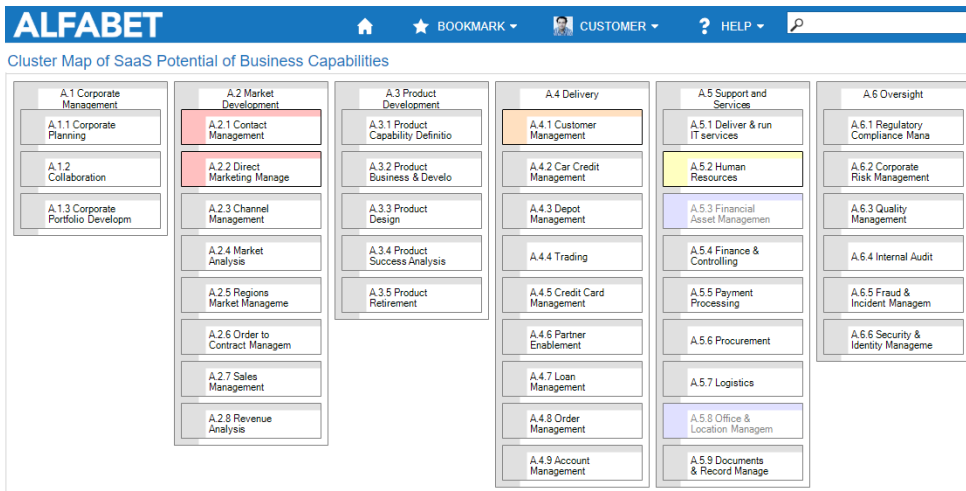 ALFABET
BOOKMARK
CUSTOMER
? HELP
Cluster Map of SaaS Potential of Business Capabilities
A.1 Corporate
Management
A.1.1 Corporate
Planning
A.1.2
Collaboration
A.1.3 Corporate
Portfolio Developm
A.2 Market
Development
A.2.1 Contact
Management
A.2.2 Direct
Marketing Manage
A.2.3 Channel
Management
A.2.4 Market
Analysis
A.2.5 Regions
Market Manageme
A.2.6 Order to
Contract Managem
A.2.7 Sales
Management
A.2.8 Revenue
Analysis
A.3 Product
Development
A.3.1 Product
Capability Definitio
A.3.2 Product
Business & Develo
A.3.3 Product
Design
A.3.4 Product
Success Analysis
A.3.5 Product
Retirement
A.4 Delivery
A.4.1 Customer
Management
A.4.2 Car Credit
Management
A.4.3 Depot
Management
A.4.4 Trading
A.4.5 Credit Card
Management
A.4.6 Partner
Enablement
A.4.7 Loan
Management
A.4.8 Order
Management
A.4.9 Account
Management
A.5 Support and
Services
A.5.1 Deliver & run
IT services
A.5.2 Human
Resources
A.5.3 Financial
Asset Managemen
A.5.4 Finance &
Controlling
A.5.5 Payment
Processing
A.5.6 Procurement
A.5.7 Logistics
A.5.8 Office &
Location Managem
A.5.9 Documents
& Record Manage
A.6 Oversight
A.6.1 Regulatory
Compliance Mana
A.6.2 Corporate
Risk Management
A.6.3 Quality
Management
A.6.4 Internal Audit
A.6.5 Fraud &
Incident Managem
A.6.6 Security &
Identity Manageme